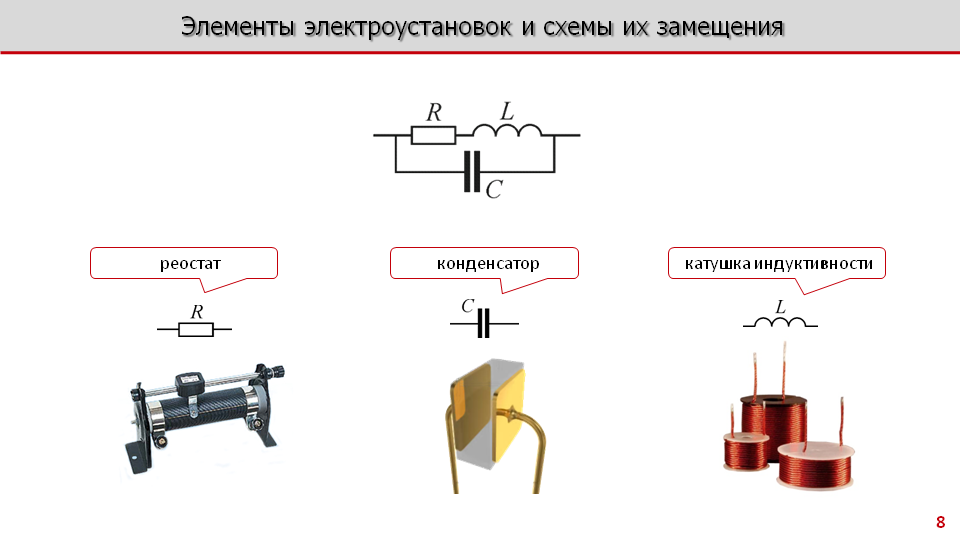 Элементы электроустановок и схемы их замещения
R L
C
реостат
конденсатор
катушка индуктивности
R
C
L
8